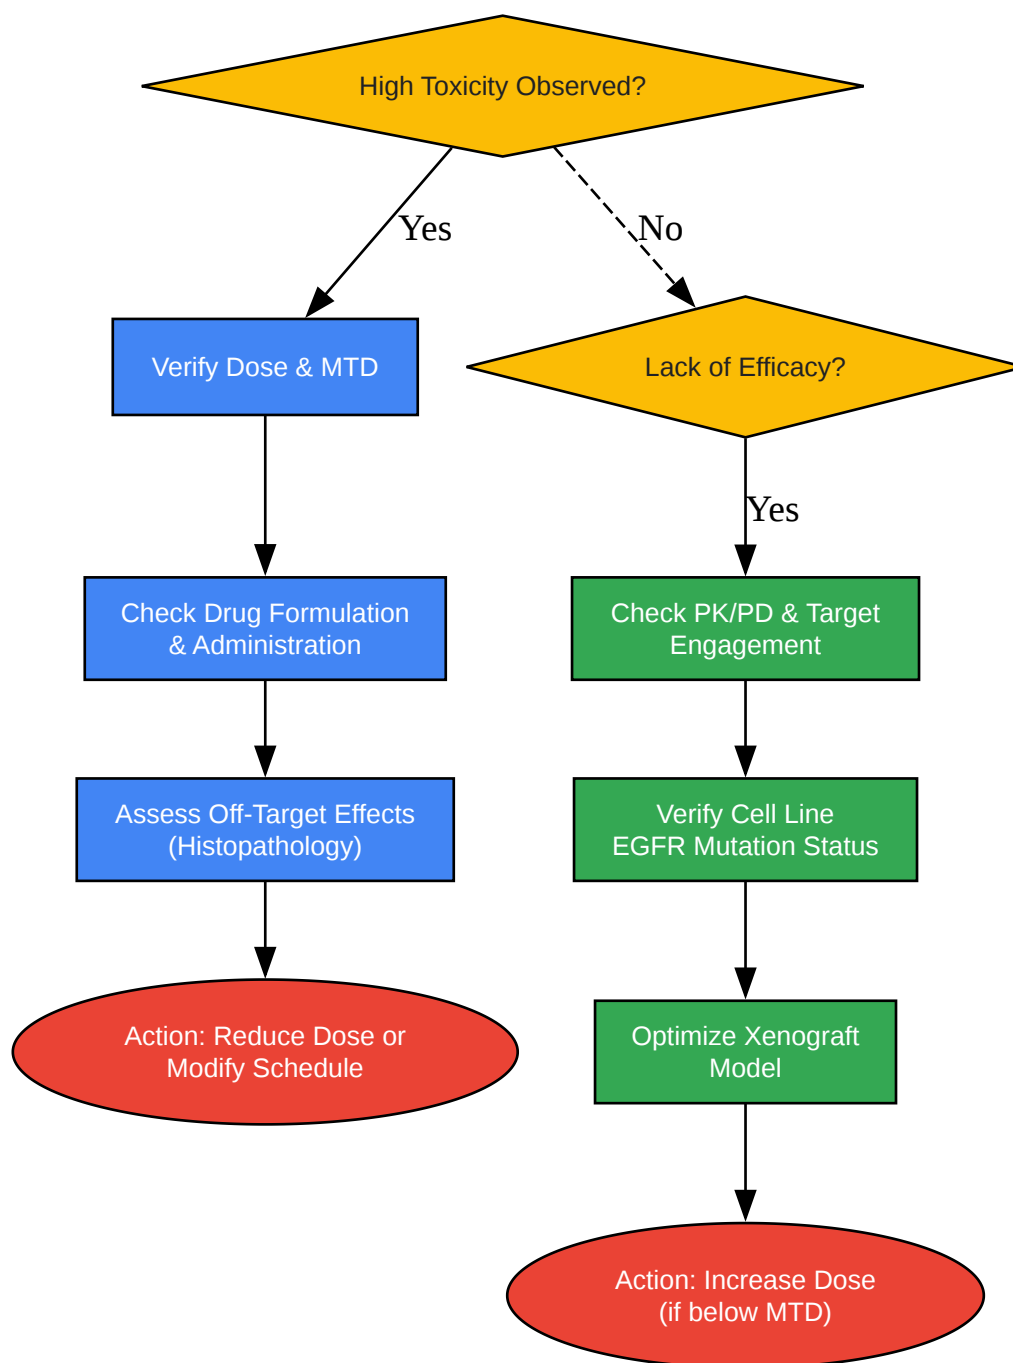 High Toxicity Observed?
Yes
No
Verify Dose & MTD
Lack of Efficacy?
Yes
Check Drug Formulation
& Administration
Check PK/PD & Target
Engagement
Assess Off-Target Effects
(Histopathology)
Verify Cell Line
EGFR Mutation Status
Action: Reduce Dose or
Modify Schedule
Optimize Xenograft
Model
Action: Increase Dose
(if below MTD)